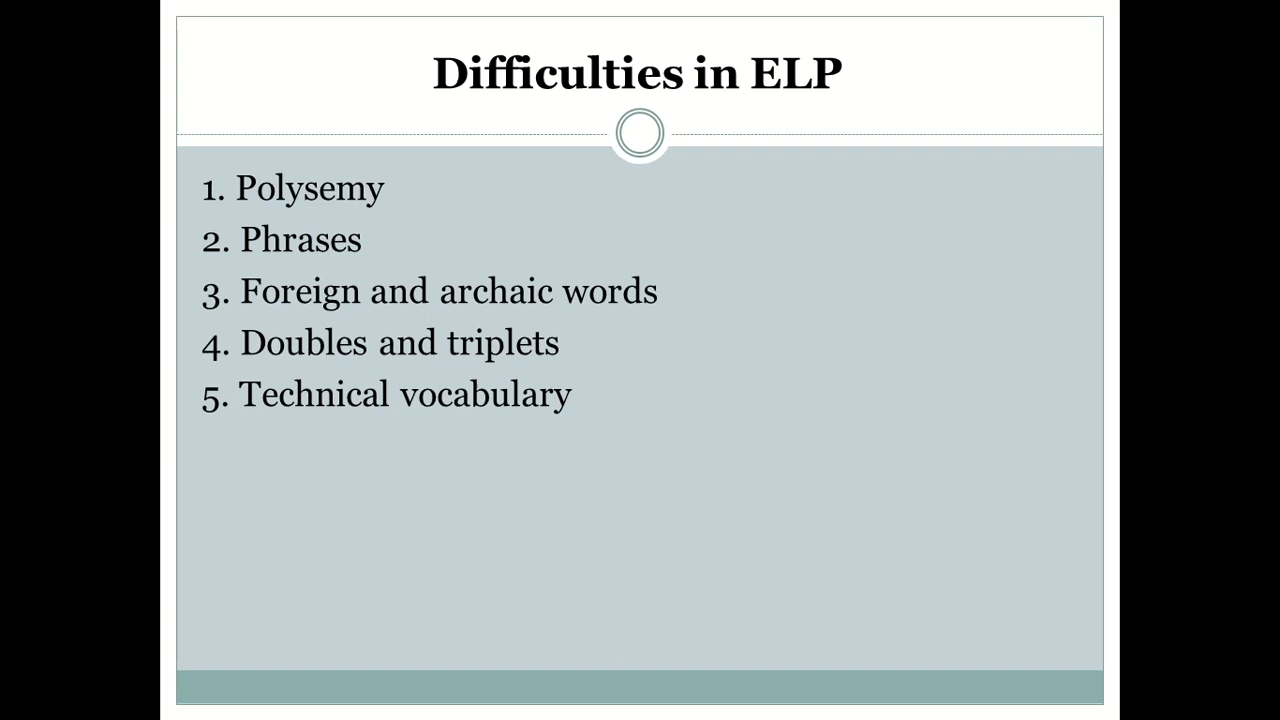 Difficulties in ELP
1. Polysemy
2. Phrases
3. Foreign and archaic words
4. Doubles and triplets
5. Technical vocabulary